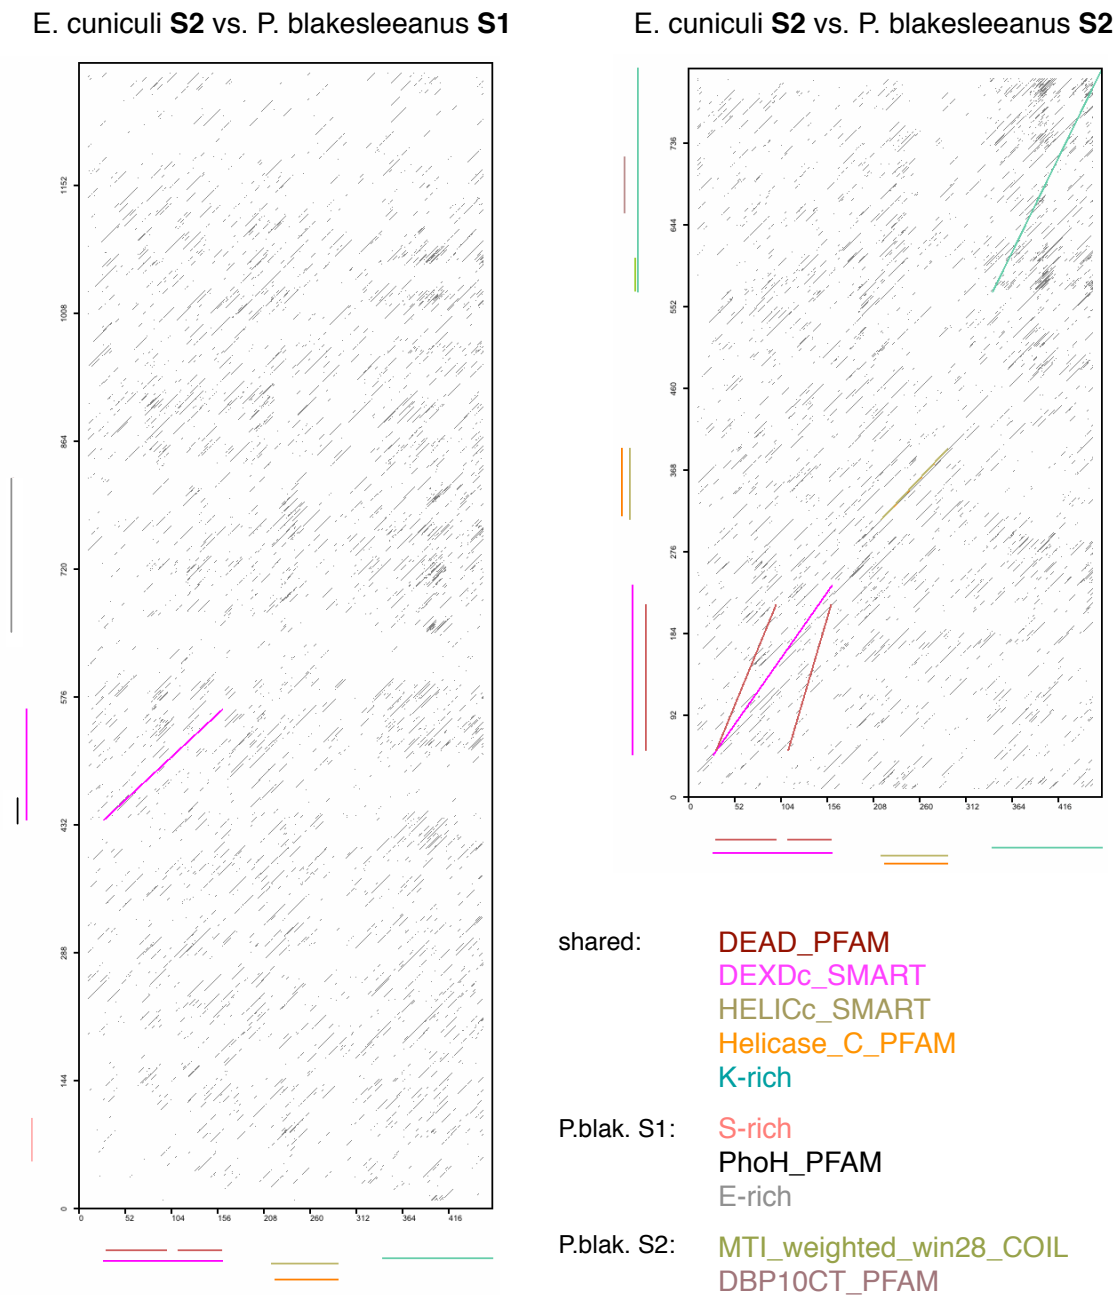 E. cuniculi S2 vs. P. blakesleeanus S1
E. cuniculi S2 vs. P. blakesleeanus S2
1152
1008
864
720
576
432
288
144
0
0 52 104 156 208 260 312 364 416
736
644
552
460
368
276
184
92
0
0 52 104 156 208 260 312 364 416
shared: DEAD_PFAM
DEXDc_SMART
HELICc_SMART
Helicase_C_PFAM
K-rich
P.blak. S1: S-rich
PhoH_PFAM
E-rich
P.blak. S2: MTI_weighted_win28_COIL
DBP10CT_PFAM